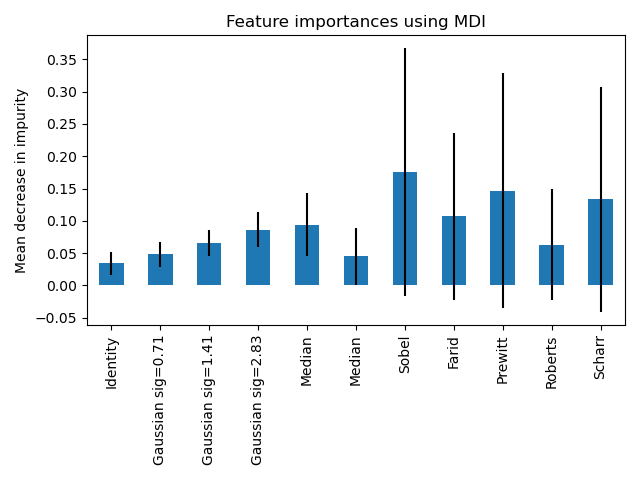 Feature importances using MDI
Mean decrease in impurity
0.35
0.30
0.25
0.20
0.15
0.10
0.05
0.00
−0.05
Identity
Gaussian sig=0.71
Gaussian sig=1.41
Gaussian sig=2.83
Median
Median
Sobel
Farid
Prewitt
Roberts
Scharr